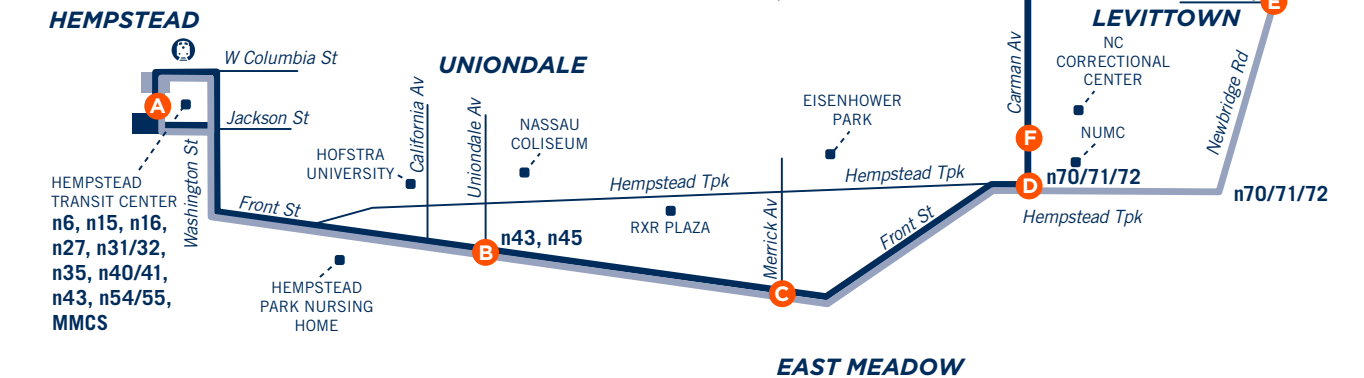 HEMPSTEAD
LEVITTOWN
E
W Columbia St
UNIONDALE
NC
CORRECTIONAL
CENTER
Carman Av
Newbridge Rd
A
Jackson St
California Av
Uniondale Av
NASSAU
COLISEUM
EISENHOWER
PARK
F
NUMC
HOFSTRA
UNIVERSITY
Hempstead Tpk
Hempstead Tpk
D
n70/71/72
n70/71/72
HEMPSTEAD
TRANSIT CENTER
n6, n15, n16,
n27, n31/32,
n35, n40/41,
n43, n54/55,
MMCS
Washington St
Front St
RXR PLAZA
Merrick Av
Front St
Hempstead Tpk
B
n43, n45
HEMPSTEAD
PARK NURSING
HOME
C
EAST MEADOW